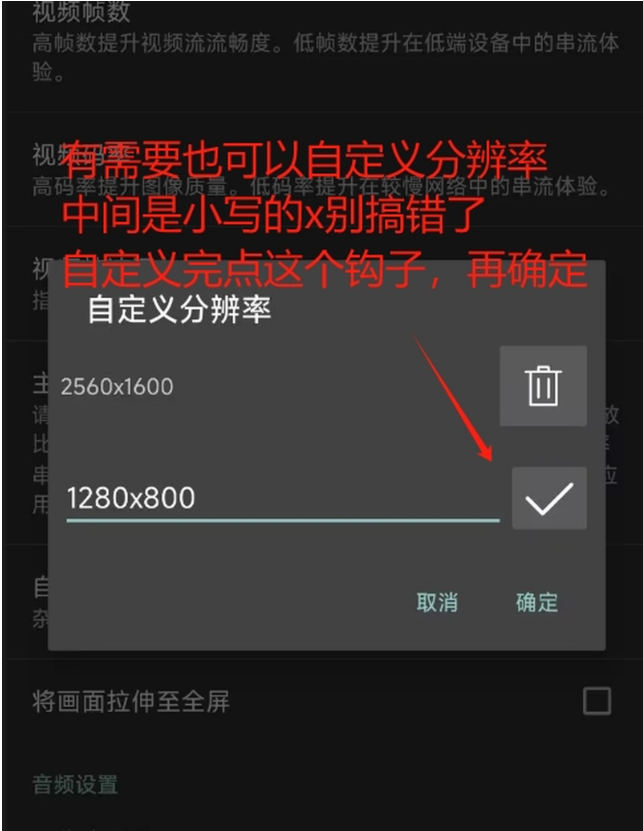 视频帧数
高帧数提升视频流流畅度。低帧数提升在低端设备中的串流体
验。
视频码率
高码率提升图像质量。低码率提升在较慢网络中的串流体验。
有需要也可以自定义分辨率
中间是小写的x别搞错了
自定义完点这个钩子，再确定
视
指
自定义分辨率
主
2560x1600
请
放
比
串
应
1280x800
用
自
取消
确定
杂
将画面拉伸至全屏
音频设置